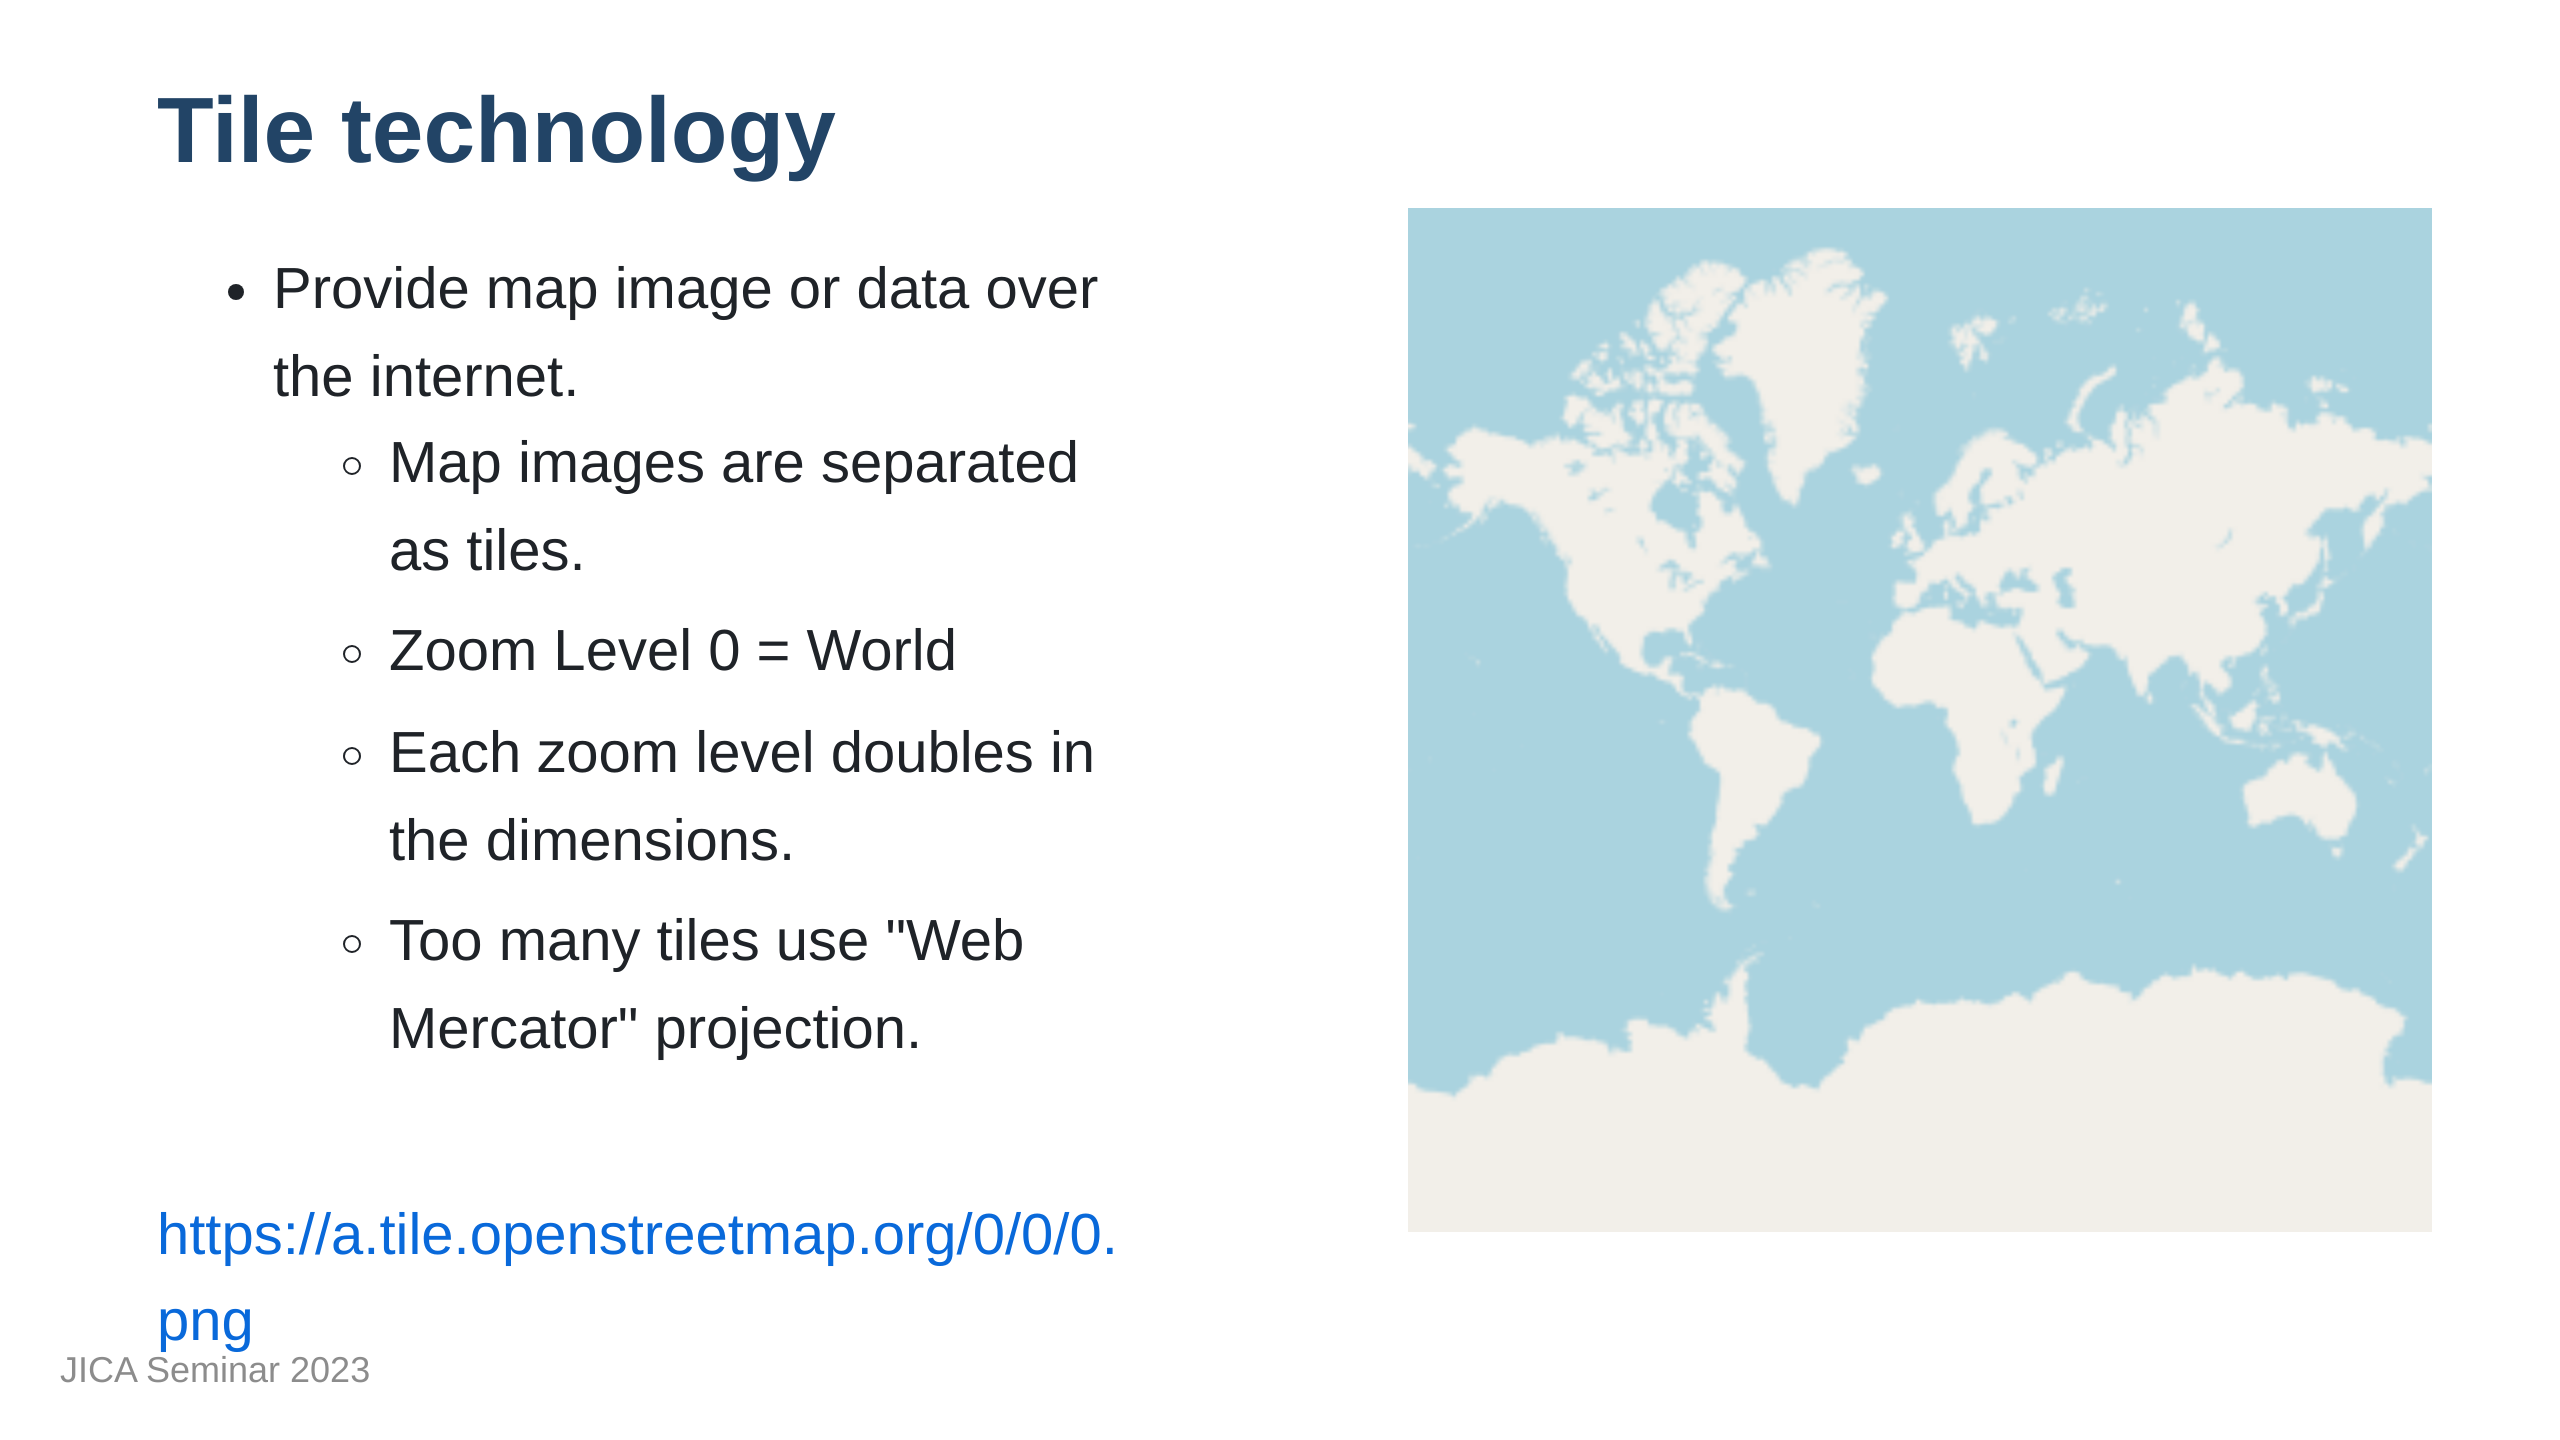 Tile technology
• Provide map image or data over
the internet.
◦ Map images are separated
as tiles.
◦ Zoom Level 0 = World
◦ Each zoom level doubles in
the dimensions.
◦ Too many tiles use "Web
Mercator" projection.
https://a.tile.openstreetmap.org/0/0/0.
png
JICA Seminar 2023